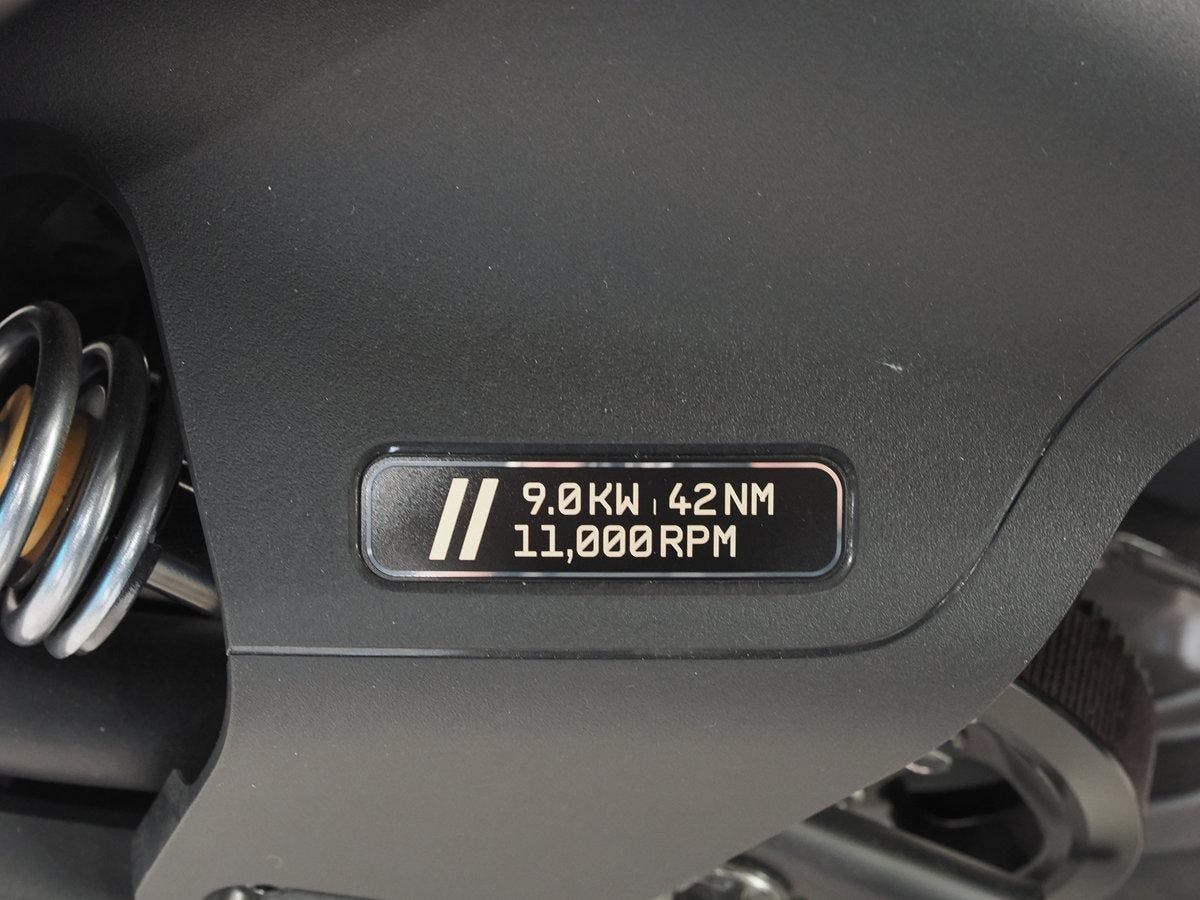 9.0KW | 42NM
11,000RPM